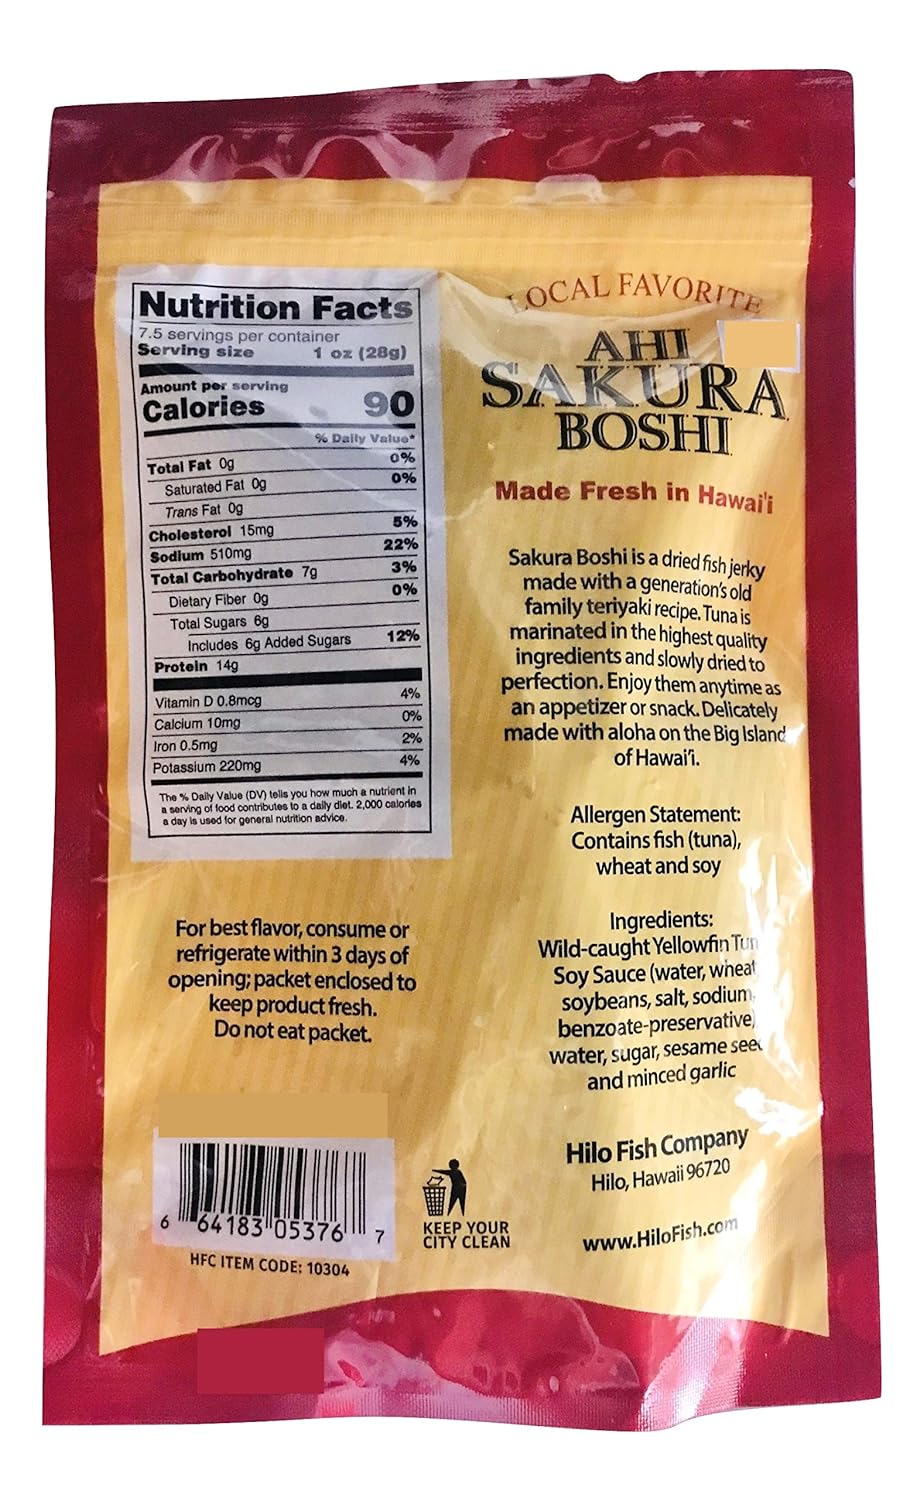 Nutrition Facts
7.5 servings per container
Serving size 1 oz (28g)
Amount per serving
Calories 90
% Daily Value*
Total Fat 0g 0%
Saturated Fat 0g 0%
Trans Fat 0g
Cholesterol 15mg 5%
Sodium 510mg 22%
Total Carbohydrate 7g 3%
Dietary Fiber 0g 0%
Total Sugars 6g
Includes 6g Added Sugars 12%
Protein 14g
Vitamin D 0.8mcg 4%
Calcium 10mg 0%
Iron 0.5mg 2%
Potassium 220mg 4%
The % Daily Value (DV) tells you how much a nutrient in
a serving of food contributes to a daily diet. 2,000 calories
a day is used for general nutrition advice.
For best flavor, consume or
refrigerate within 3 days of
opening; packet enclosed to
keep product fresh.
Do not eat packet.
6 64183 05376 7
HFC ITEM CODE: 10304
KEEP YOUR
CITY CLEAN
LOCAL FAVORITE
AHI
SAKURA
BOSHI
Made Fresh in Hawai'i
Sakura Boshi is a dried fish jerky
made with a generation's old
family teriyaki recipe. Tuna is
marinated in the highest quality
ingredients and slowly dried to
perfection. Enjoy them anytime as
an appetizer or snack. Delicately
made with aloha on the Big Island
of Hawai'i.
Allergen Statement:
Contains fish (tuna),
wheat and soy
Ingredients:
Wild-caught Yellowfin Tun
Soy Sauce (water, wheat
soybeans, salt, sodium
benzoate-preservative)
water, sugar, sesame seed
and minced garlic
Hilo Fish Company
Hilo, Hawaii 96720
www.HiloFish.com